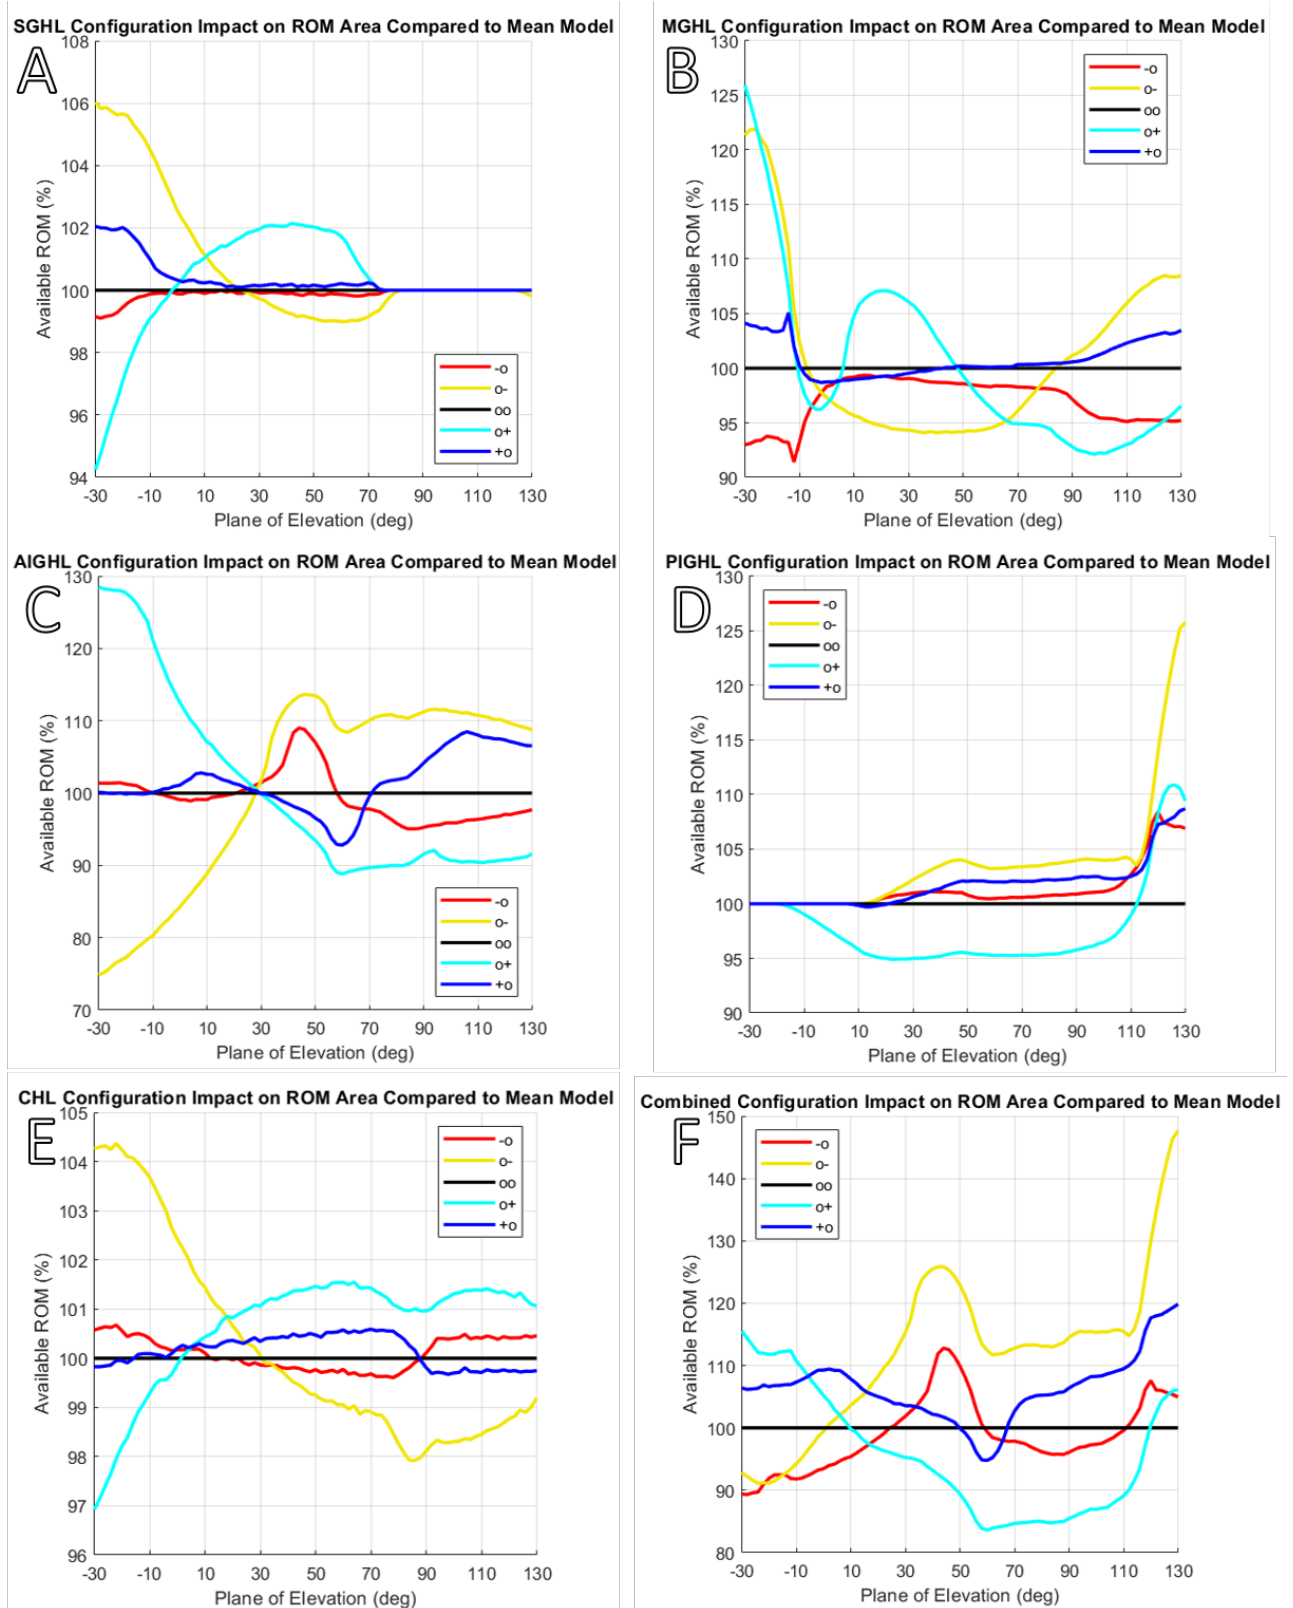 SGHL Configuration Impact on ROM Area Compared to Mean Model
A
108
106
104
102
100
98
96
94
Available ROM (%)
-30 -10 10 30 50 70 90 110 130
Plane of Elevation (deg)
-o
o-
oo
o+
+o
MGHL Configuration Impact on ROM Area Compared to Mean Model
B
130
125
120
115
110
105
100
95
90
Available ROM (%)
-30 -10 10 30 50 70 90 110 130
Plane of Elevation (deg)
-o
o-
oo
o+
+o
AIGHL Configuration Impact on ROM Area Compared to Mean Model
C
130
120
110
100
90
80
70
Available ROM (%)
-30 -10 10 30 50 70 90 110 130
Plane of Elevation (deg)
-o
o-
oo
o+
+o
PIGHL Configuration Impact on ROM Area Compared to Mean Model
D
130
125
120
115
110
105
100
95
90
Available ROM (%)
-30 -10 10 30 50 70 90 110 130
Plane of Elevation (deg)
-o
o-
oo
o+
+o
CHL Configuration Impact on ROM Area Compared to Mean Model
E
105
104
103
102
101
100
99
98
97
96
Available ROM (%)
-30 -10 10 30 50 70 90 110 130
Plane of Elevation (deg)
-o
o-
oo
o+
+o
Combined Configuration Impact on ROM Area Compared to Mean Model
F
150
140
130
120
110
100
90
80
Available ROM (%)
-30 -10 10 30 50 70 90 110 130
Plane of Elevation (deg)
-o
o-
oo
o+
+o